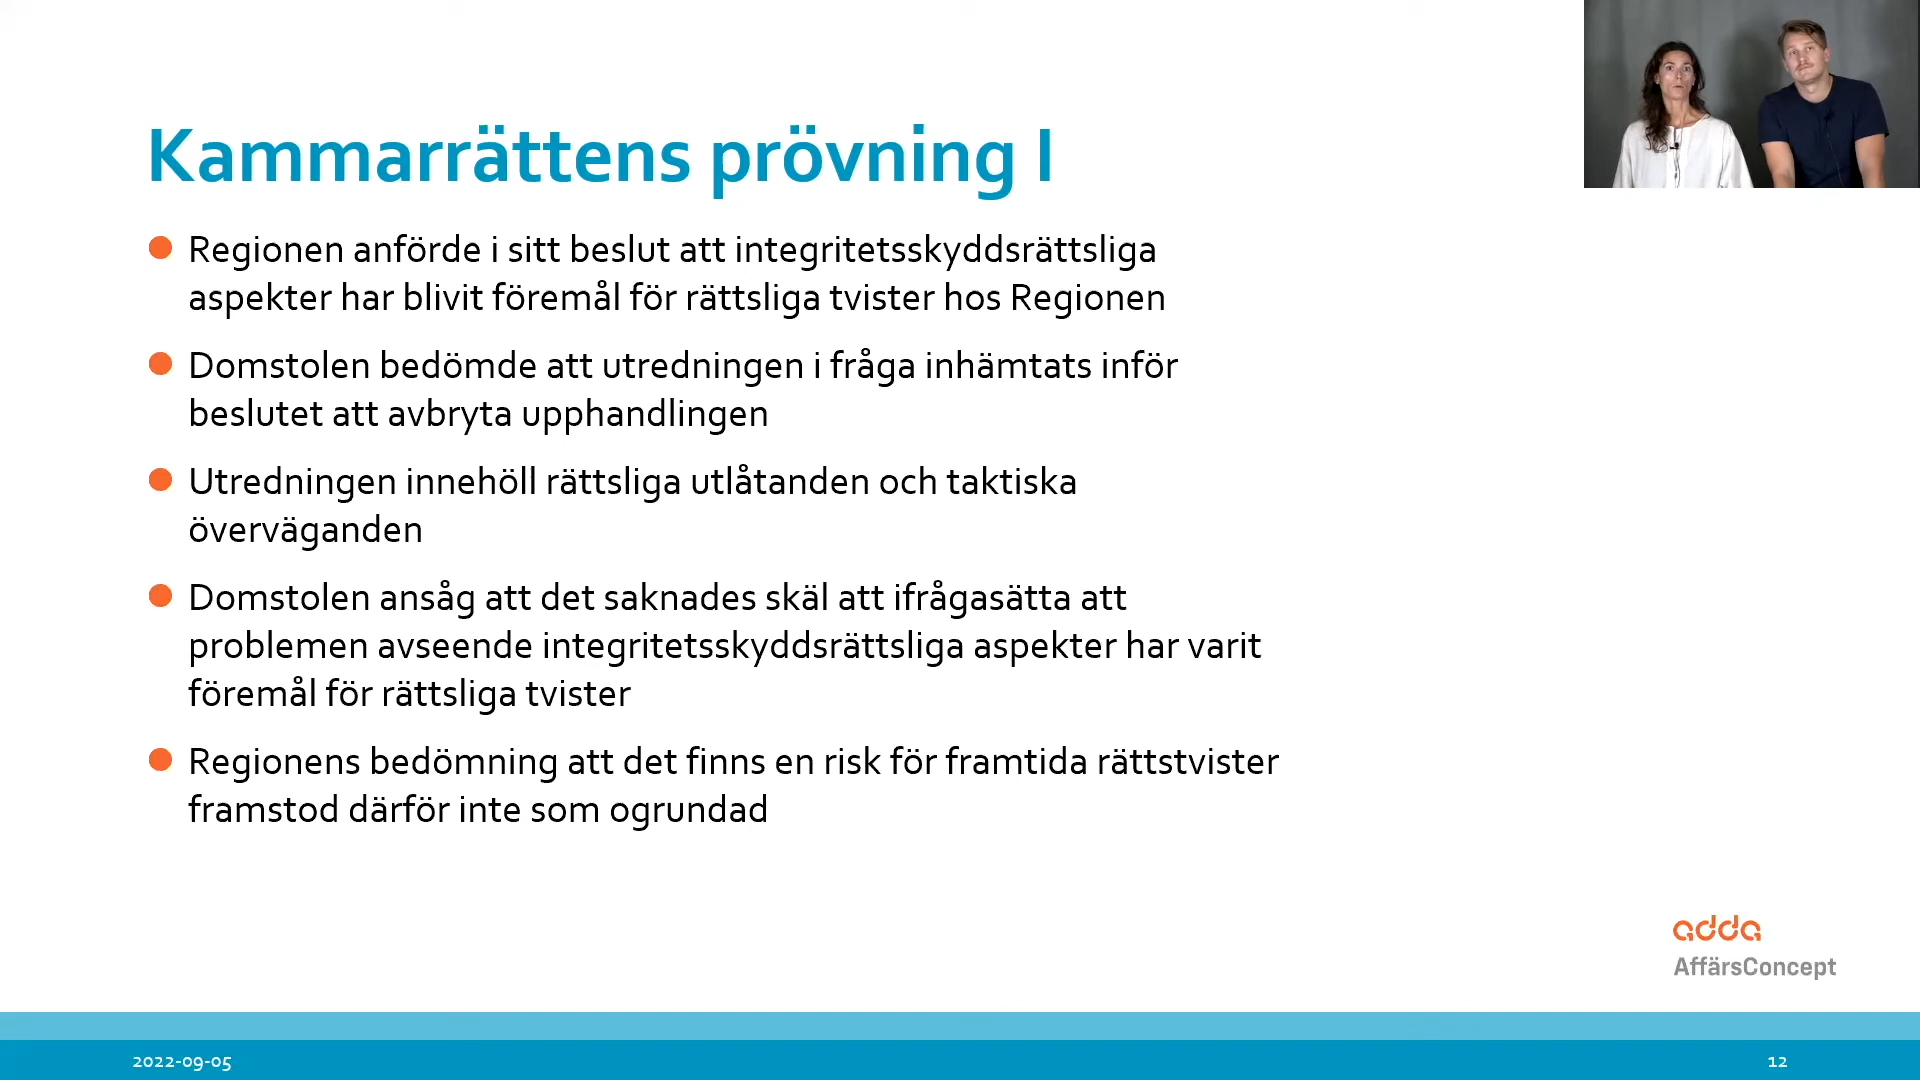 Kammarrättens prövning I
Regionen anförde i sitt beslut att integritetsskyddsrättsliga
aspekter har blivit föremål för rättsliga tvister hos Regionen
Domstolen bedömde att utredningen i fråga inhämtats inför
beslutet att avbryta upphandlingen
Utredningen innehöll rättsliga utlåtanden och taktiska
överväganden
Domstolen ansåg att det saknades skäl att ifrågasätta att
problemen avseende integritetsskyddsrättsliga aspekter har varit
föremål för rättsliga tvister
Regionens bedömning att det finns en risk för framtida rättstvister
framstod därför inte som ogrundad
adda
AffärsConcept
2022-09-05
12